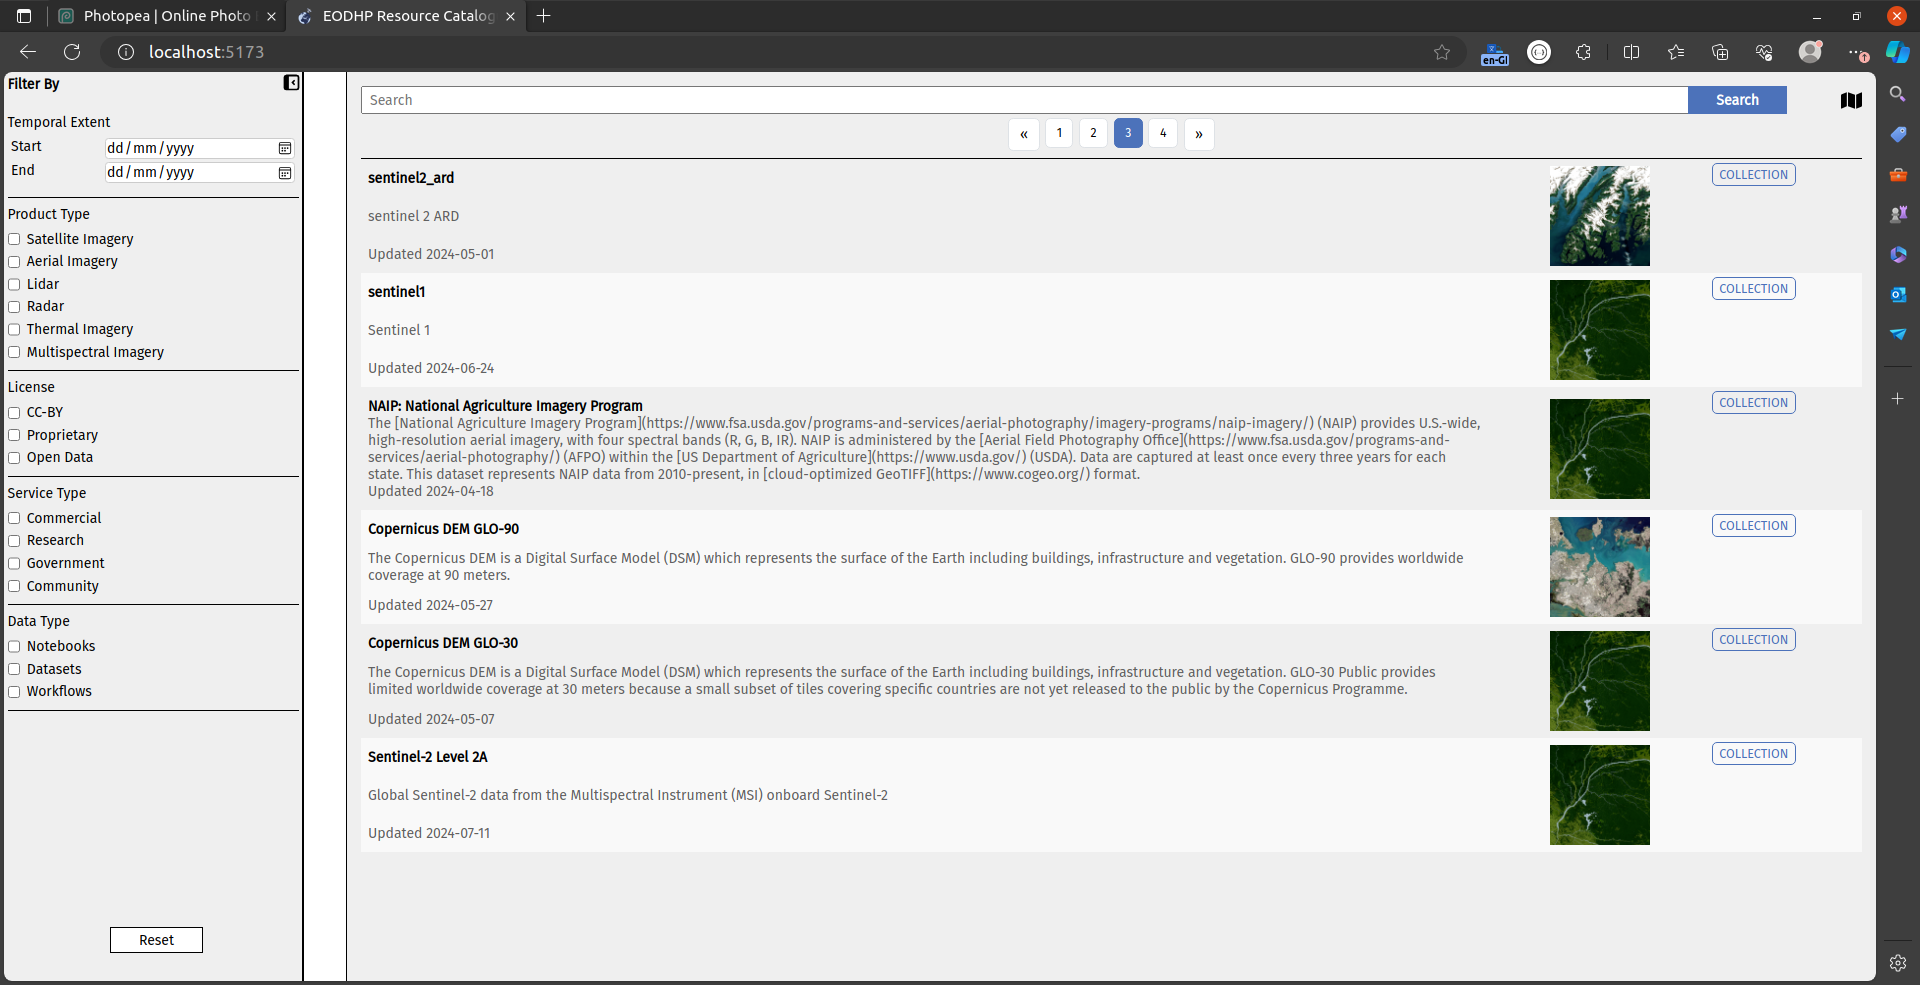 Photopea | Online Photo
EODHP Resource Catalog
localhost:5173
en-GI
Filter By
Temporal Extent
Start
dd/mm/yyyy
End
dd/mm/yyyy
Product Type
Satellite Imagery
Aerial Imagery
Lidar
Radar
Thermal Imagery
Multispectral Imagery
License
CC-BY
Proprietary
Open Data
Service Type
Commercial
Research
Government
Community
Data Type
Notebooks
Datasets
Workflows
Reset
Search
Search
« 1 2 3 4 »
sentinel2_ard
COLLECTION
sentinel 2 ARD
Updated 2024-05-01
sentinel1
COLLECTION
Sentinel 1
Updated 2024-06-24
NAIP: National Agriculture Imagery Program
COLLECTION
The [National Agriculture Imagery Program](https://www.fsa.usda.gov/programs-and-services/aerial-photography/imagery-programs/naip-imagery/) (NAIP) provides U.S.-wide,
high-resolution aerial imagery, with four spectral bands (R, G, B, IR). NAIP is administered by the [Aerial Field Photography Office](https://www.fsa.usda.gov/programs-and-
services/aerial-photography/) (AFPO) within the [US Department of Agriculture](https://www.usda.gov/) (USDA). Data are captured at least once every three years for each
state. This dataset represents NAIP data from 2010-present, in [cloud-optimized GeoTIFF](https://www.cogeo.org/) format.
Updated 2024-04-18
Copernicus DEM GLO-90
COLLECTION
The Copernicus DEM is a Digital Surface Model (DSM) which represents the surface of the Earth including buildings, infrastructure and vegetation. GLO-90 provides worldwide
coverage at 90 meters.
Updated 2024-05-27
Copernicus DEM GLO-30
COLLECTION
The Copernicus DEM is a Digital Surface Model (DSM) which represents the surface of the Earth including buildings, infrastructure and vegetation. GLO-30 Public provides
limited worldwide coverage at 30 meters because a small subset of tiles covering specific countries are not yet released to the public by the Copernicus Programme.
Updated 2024-05-07
Sentinel-2 Level 2A
COLLECTION
Global Sentinel-2 data from the Multispectral Instrument (MSI) onboard Sentinel-2
Updated 2024-07-11